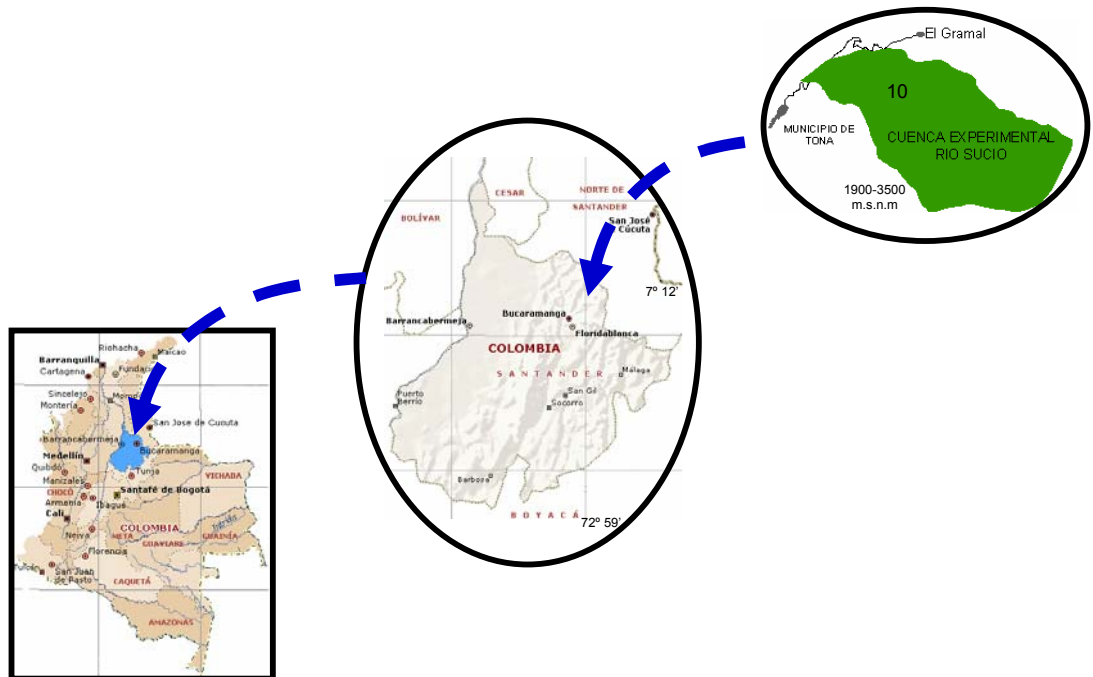 El Gramal
10
MUNICIPIO DE
TONA
CUENCA EXPERIMENTAL
RIO SUCIO
1900-3500
m.s.n.m
CESAR
NORTE DE
SANTANDER
BOLÍVAR
San José
Cúcuta
7º 12'
Bucaramanga
Barrancabermeja
Floridablanca
COLOMBIA
SANTANDER
Málaga
San Gil
Puerto
Berrío
Socorro
Barbosa
BOYACÁ
72º 59'
Riohacha
Maicao
Barranquilla
Cartagena
Sincelejo
Montería
San Jose de Cucuta
Barrancabermeja
Bucaramanga
Medellín
Quibdó
Tunja
Manizales
VICHADA
CHOCÓ
Santafé de Bogotá
Armenia
Ibagué
Cali
COLOMBIA
Neiva
META
GUAVIARE
GUAINÍA
Florencia
San Juan
de Pasto
CAQUETÁ
AMAZONAS